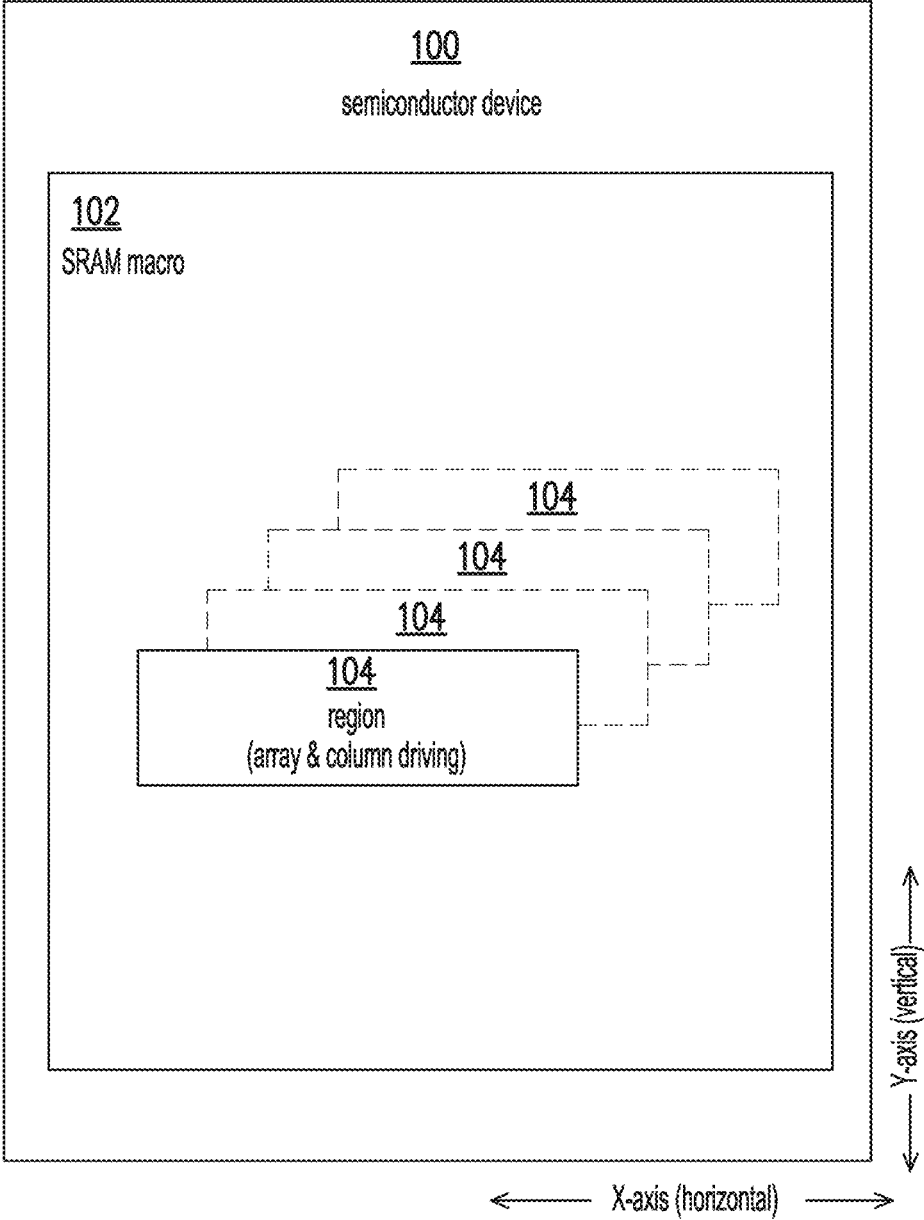 100
semiconductor device
102
SRAM macro
104
104
104
104
region
(array & column driving)
Y-axis (vertical)
X-axis (horizontal)